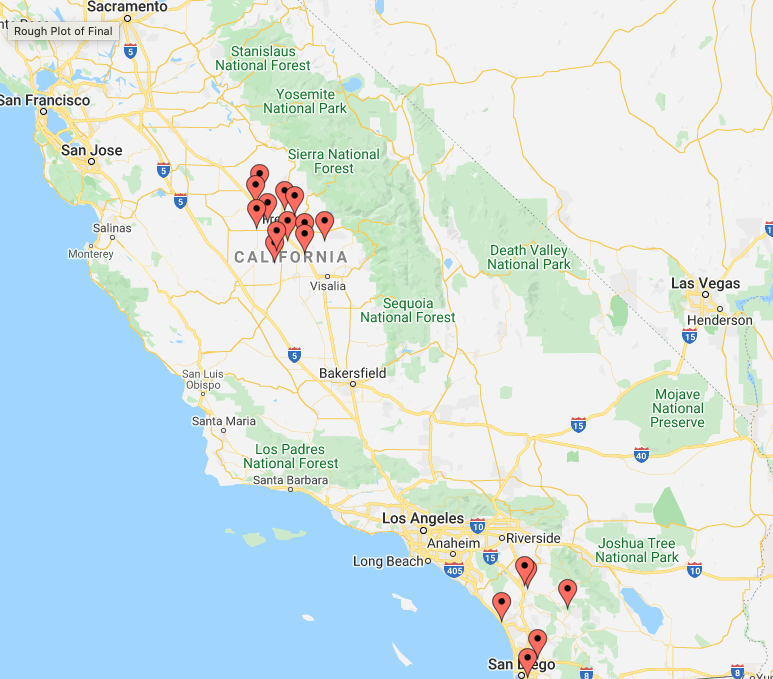 Sacramento
Rough Plot of Final
5
Stanislaus
National Forest
San Francisco
Yosemite
National Park
San Jose
Sierra National
Forest
5
5
Salinas
Monterey
CALIFORNIA
Visalia
Death Valley
National Park
Las Vegas
Henderson
15
Sequoia
National Forest
5
Bakersfield
San Luis
Obispo
Mojave
National
Preserve
Santa Maria
15
40
Los Padres
National Forest
Santa Barbara
Los Angeles
10
Riverside
Anaheim
15
Joshua Tree
National Park
Long Beach
405
10
San Diego
8
8